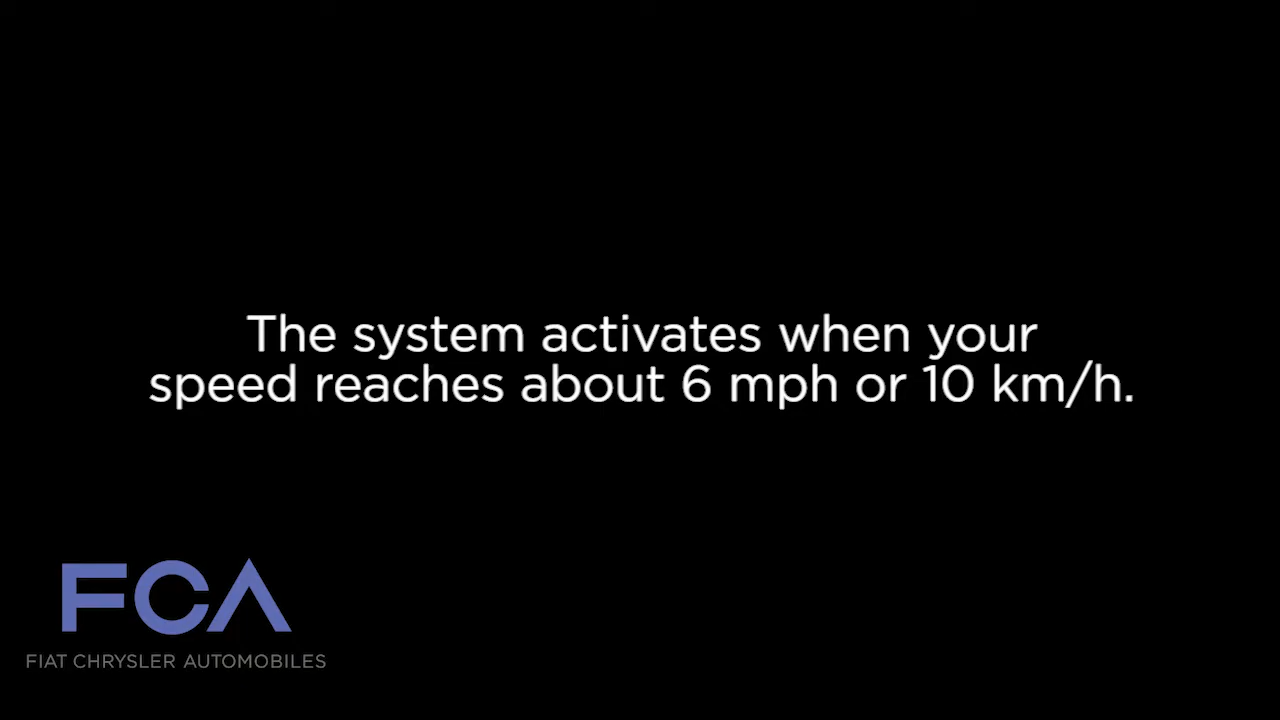 The system activates when your
speed reaches about 6 mph or 10 km/h.
FCA
FIAT CHRYSLER AUTOMOBILES